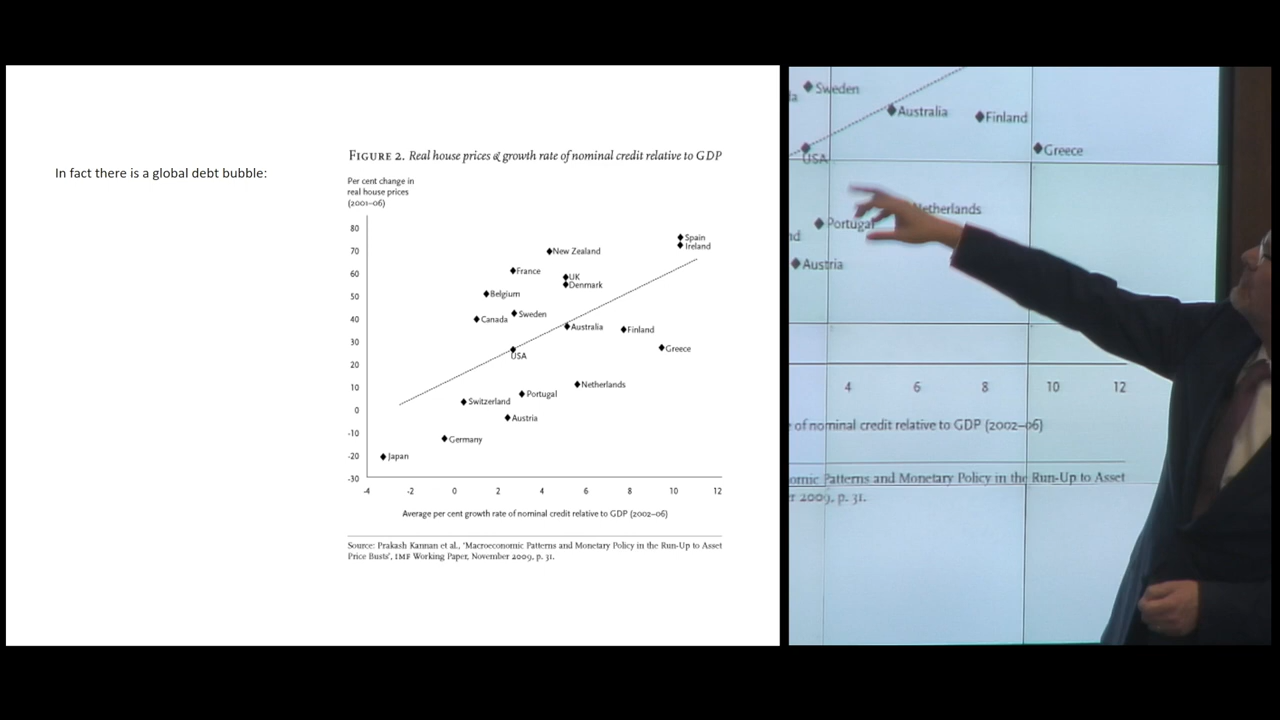 In fact there is a global debt bubble:
FIGURE 2. Real house prices & growth rate of nominal credit relative to GDP
Per cent change in
real house prices
(2001–06)
80
70
60
50
40
30
20
10
0
-10
-20
-30
Spain
Ireland
New Zealand
France
UK
Denmark
Belgium
Sweden
Canada
Australia
Finland
USA
Greece
Netherlands
Portugal
Switzerland
Austria
Germany
Japan
-4 -2 0 2 4 6 8 10 12
Average per cent growth rate of nominal credit relative to GDP (2002–06)
Source: Prakash Kannan et al., 'Macroeconomic Patterns and Monetary Policy in the Run-Up to Asset
Price Busts', IMF Working Paper, November 2009, p. 31.
da Sweden
Australia
Finland
USA
Greece
Netherlands
Portugal
nd
Austria
4 6 8 10 12
of nominal credit relative to GDP (2002–06)
omic Patterns and Monetary Policy in the Run-Up to Asset
r 2009, p. 31.